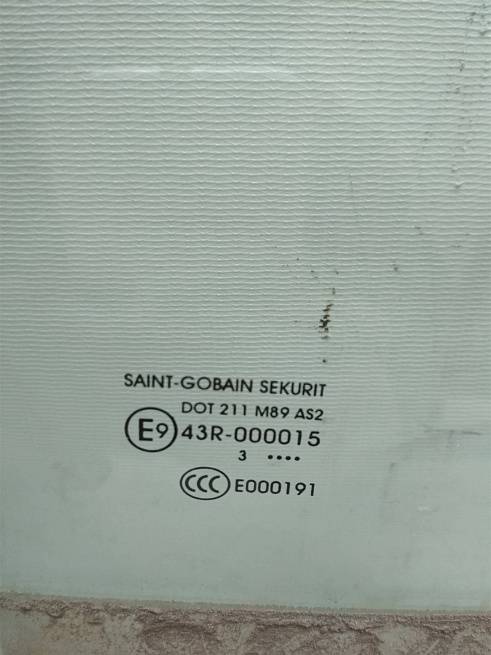 SAINT-GOBAIN SEKURIT
DOT 211 M89 AS2
E9 43R-000015
3 ····
CCC E000191